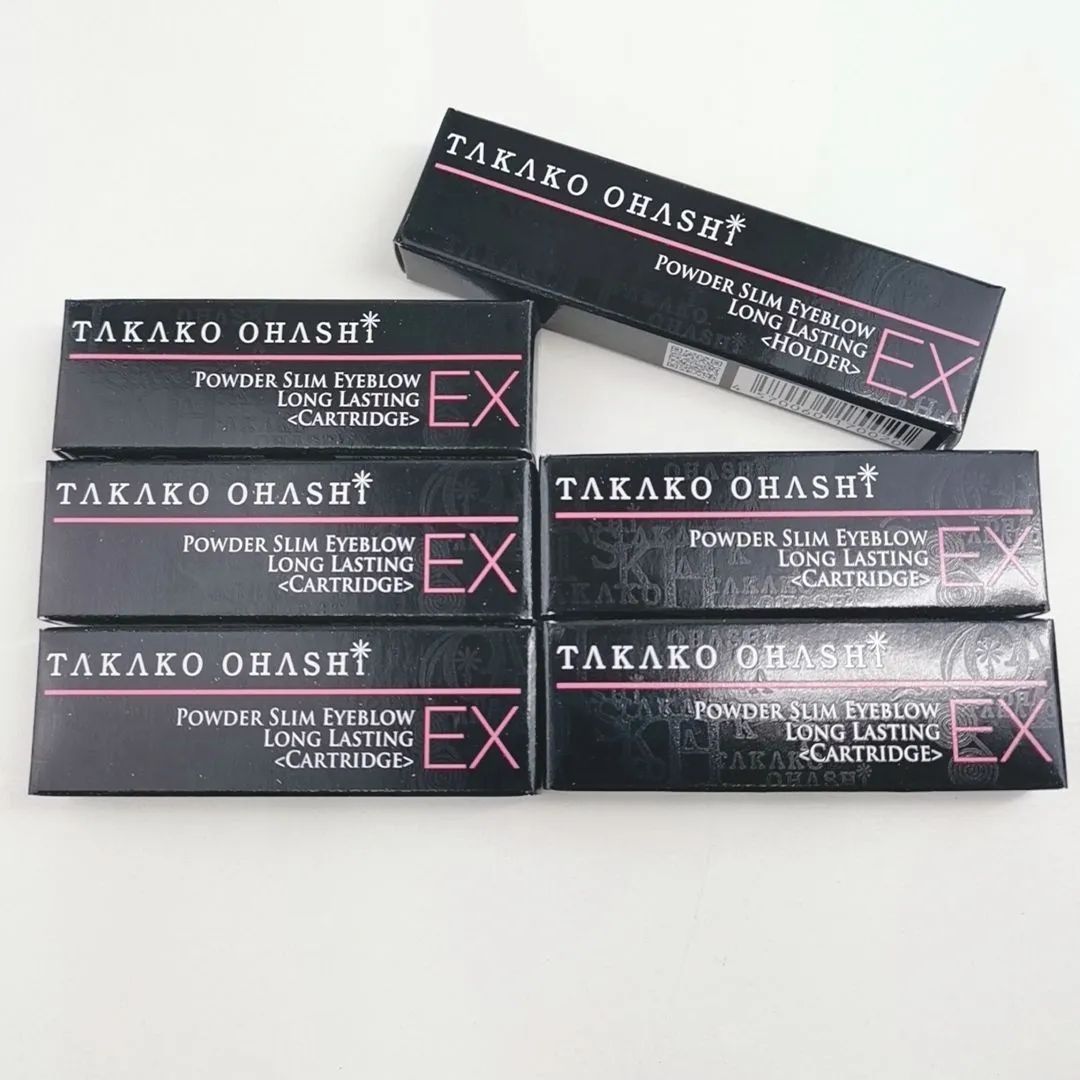 TAKAKO OHASHI
POWDER SLIM EYEBLOW
LONG LASTING
<HOLDER>
EX
TAKAKO OHASHI
POWDER SLIM EYEBLOW
LONG LASTING
<CARTRIDGE>
EX
TAKAKO OHASHI
POWDER SLIM EYEBLOW
LONG LASTING
<CARTRIDGE>
EX
TAKAKO OHASHI
POWDER SLIM EYEBLOW
LONG LASTING
<CARTRIDGE>
EX
TAKAKO OHASHI
POWDER SLIM EYEBLOW
LONG LASTING
<CARTRIDGE>
EX
TAKAKO OHASHI
POWDER SLIM EYEBLOW
LONG LASTING
<CARTRIDGE>
EX